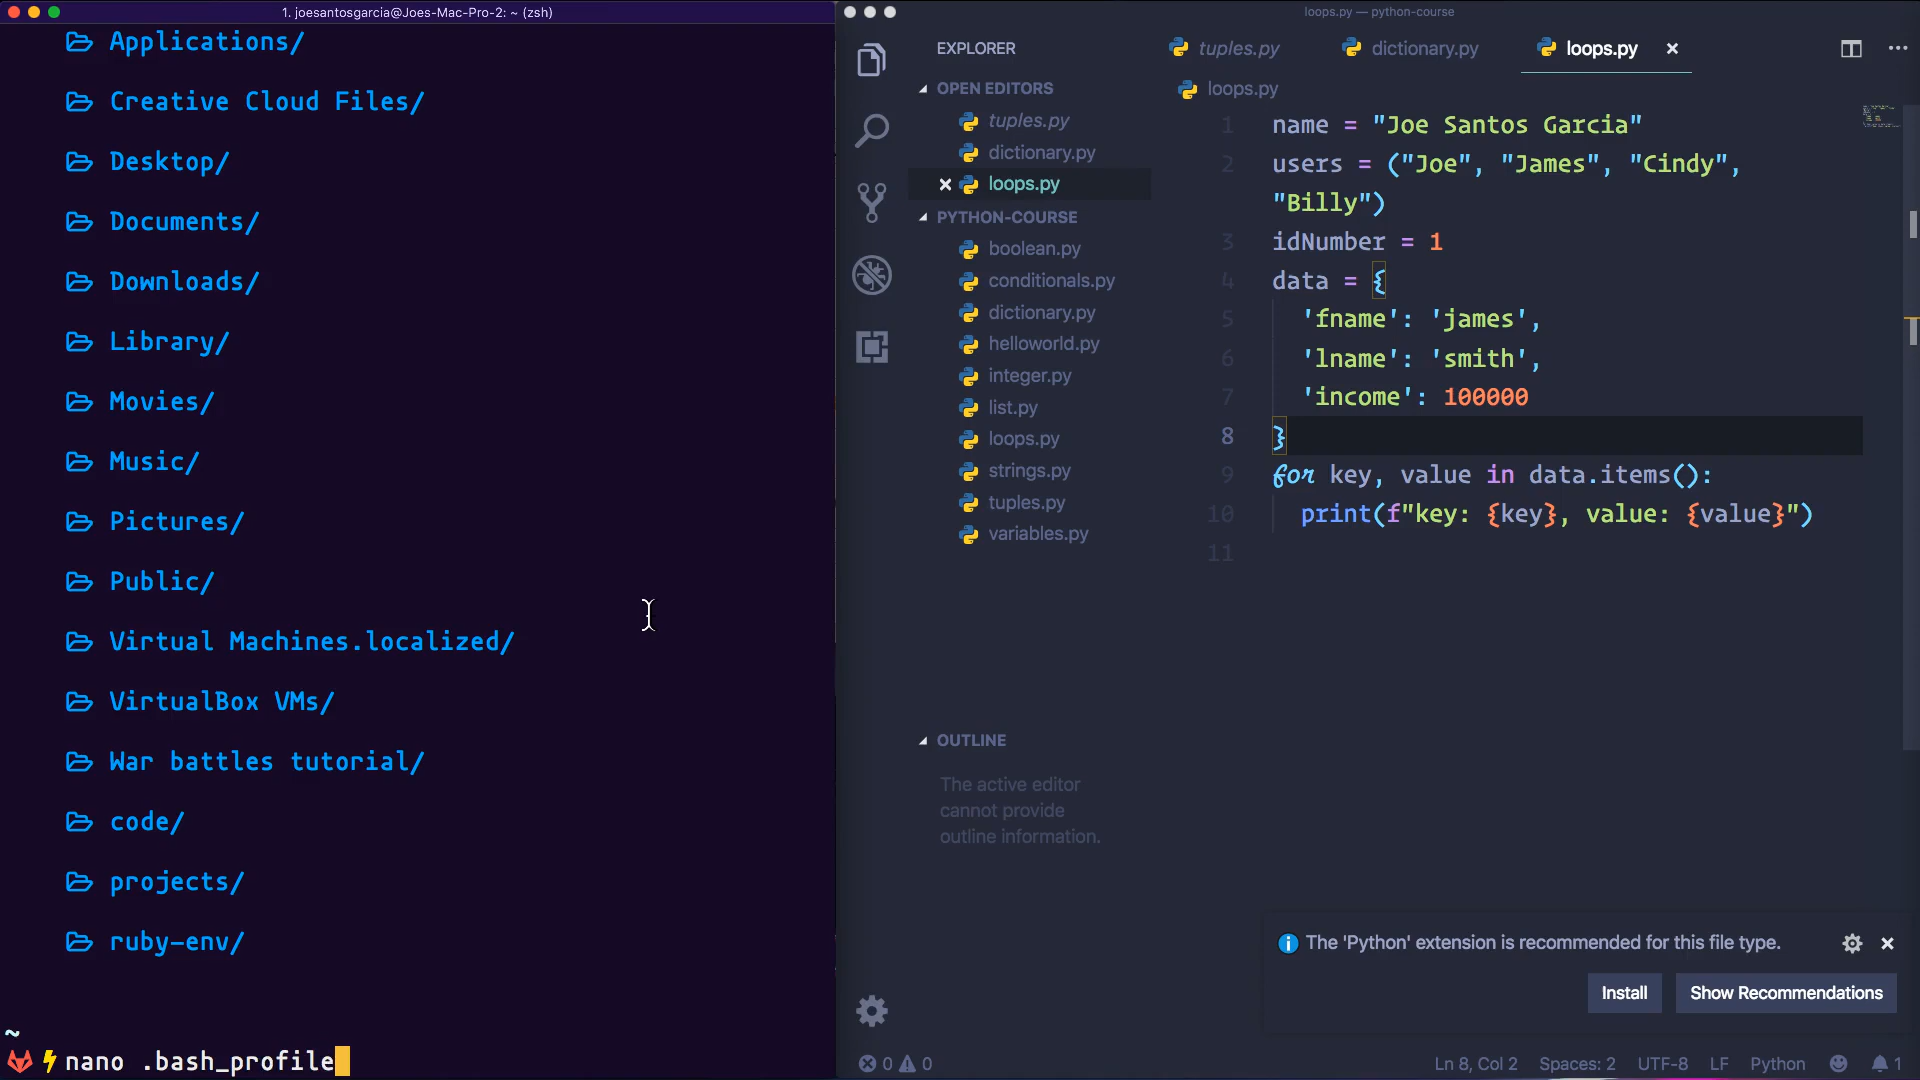 1. joesantosgarcia@Joes-Mac-Pro-2: ~ (zsh)
Applications/
Creative Cloud Files/
Desktop/
Documents/
Downloads/
Library/
Movies/
Music/
Pictures/
Public/
Virtual Machines.localized/
VirtualBox VMs/
War battles tutorial/
code/
projects/
ruby-env/
~
nano .bash_profile
loops.py — python-course
EXPLORER
OPEN EDITORS
tuples.py
dictionary.py
loops.py
PYTHON-COURSE
boolean.py
conditionals.py
dictionary.py
helloworld.py
integer.py
list.py
loops.py
strings.py
tuples.py
variables.py
OUTLINE
The active editor
cannot provide
outline information.
tuples.py dictionary.py loops.py
loops.py
1 name = "Joe Santos Garcia"
2 users = ("Joe", "James", "Cindy",
"Billy")
3 idNumber = 1
4 data = {
5 'fname': 'james',
6 'lname': 'smith',
7 'income': 100000
8 }
9 for key, value in data.items():
10 print(f"key: {key}, value: {value}")
11
The 'Python' extension is recommended for this file type.
Install Show Recommendations
0 0 Ln 8, Col 2 Spaces: 2 UTF-8 LF Python 1